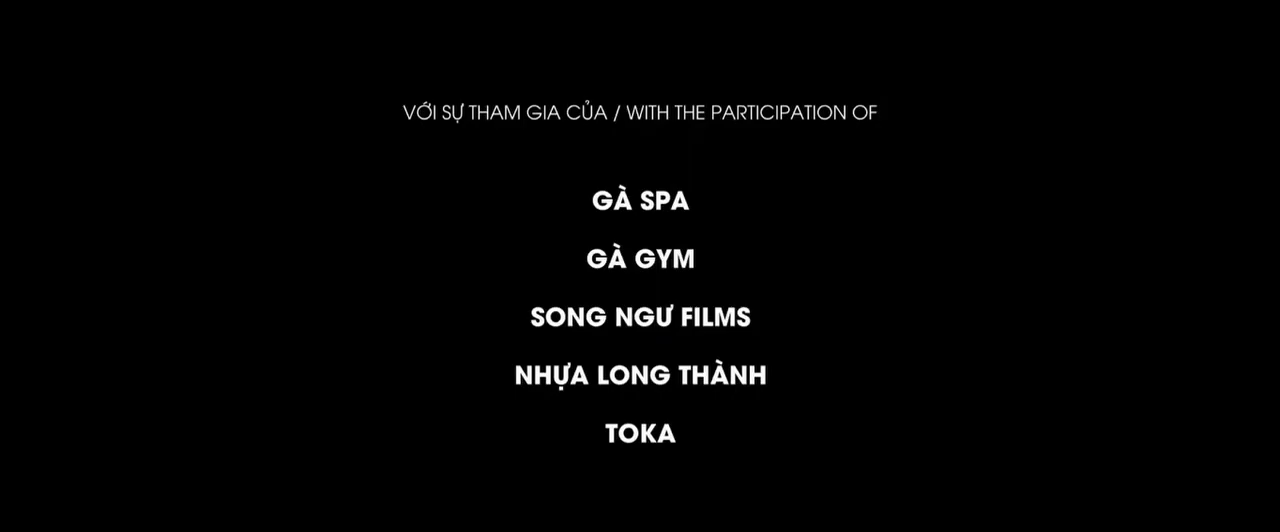 VỚI SỰ THAM GIA CỦA / WITH THE PARTICIPATION OF
GÀ SPA
GÀ GYM
SONG NGƯ FILMS
NHỰA LONG THÀNH
TOKA